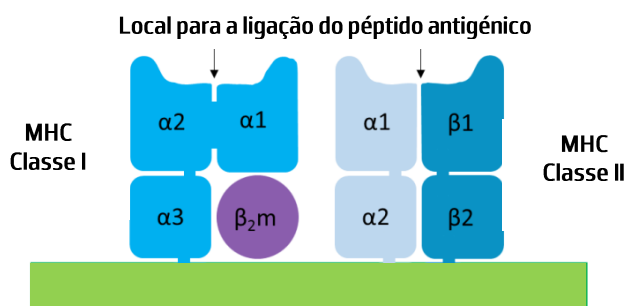 Local para a ligação do péptido antigénico
MHC
Classe I
α2
α1
α3
β₂m
α1
β1
α2
β2
MHC
Classe II